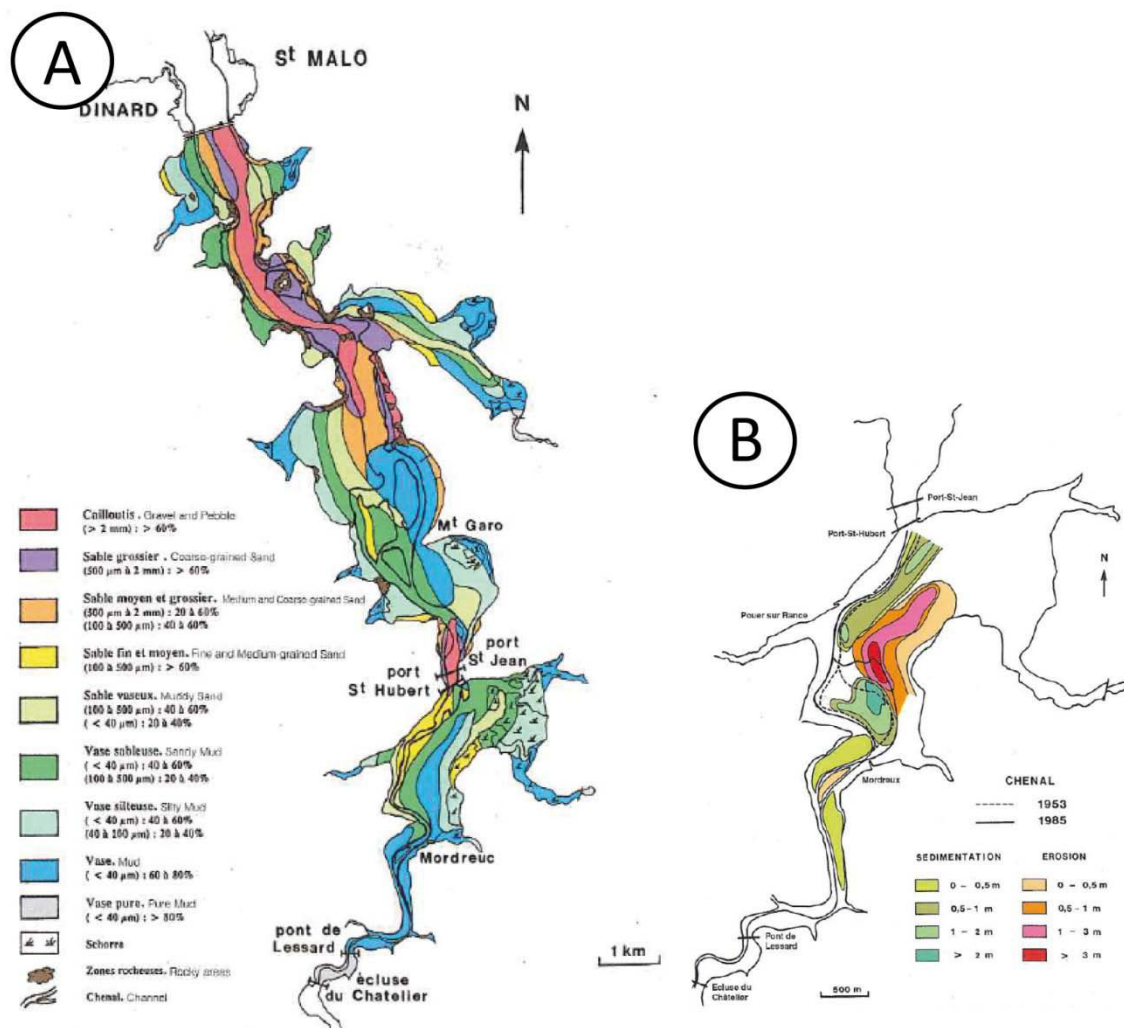 A
St MALO
DINARD
N
Mt Garo
port
St Jean
port
St Hubert
Mordreuc
pont de
Lessard
écluse
du Chatelier
1 km
Cailloutis. Gravel and Pebble
(> 2 mm) : > 60%
Sable grossier. Coarse-grained Sand
(500 µm à 2 mm) : > 60%
Sable moyen et grossier. Medium and Coarse-grained Sand
(500 µm à 2 mm) : 20 à 60%
(100 à 500 µm) : 40 à 60%
Sable fin et moyen. Fine and Medium-grained Sand
(100 à 500 µm) : > 60%
Sable vaseux. Muddy Sand
(100 à 500 µm) : 40 à 60%
(< 40 µm) : 20 à 40%
Vase sableuse. Sandy Mud
(< 40 µm) : 40 à 60%
(100 à 500 µm) : 20 à 40%
Vase silteuse. Silty Mud
(< 40 µm) : 40 à 60%
(40 à 100 µm) : 20 à 40%
Vase. Mud
(< 40 µm) : 60 à 80%
Vase pure. Pure Mud
(< 40 µm) : > 80%
Schorre
Zones rocheuses. Rocky areas
Chenal. Channel
B
Port-St-Jean
Port-St-Hubert
N
Pouer sur Rance
Mordreux
Pont de
Lessard
Ecluse du
Châtelier
500 m
CHENAL
1953
1985
SEDIMENTATION
0 - 0,5 m
0,5 - 1 m
1 - 2 m
> 2 m
EROSION
0 - 0,5 m
0,5 - 1 m
1 - 3 m
> 3 m